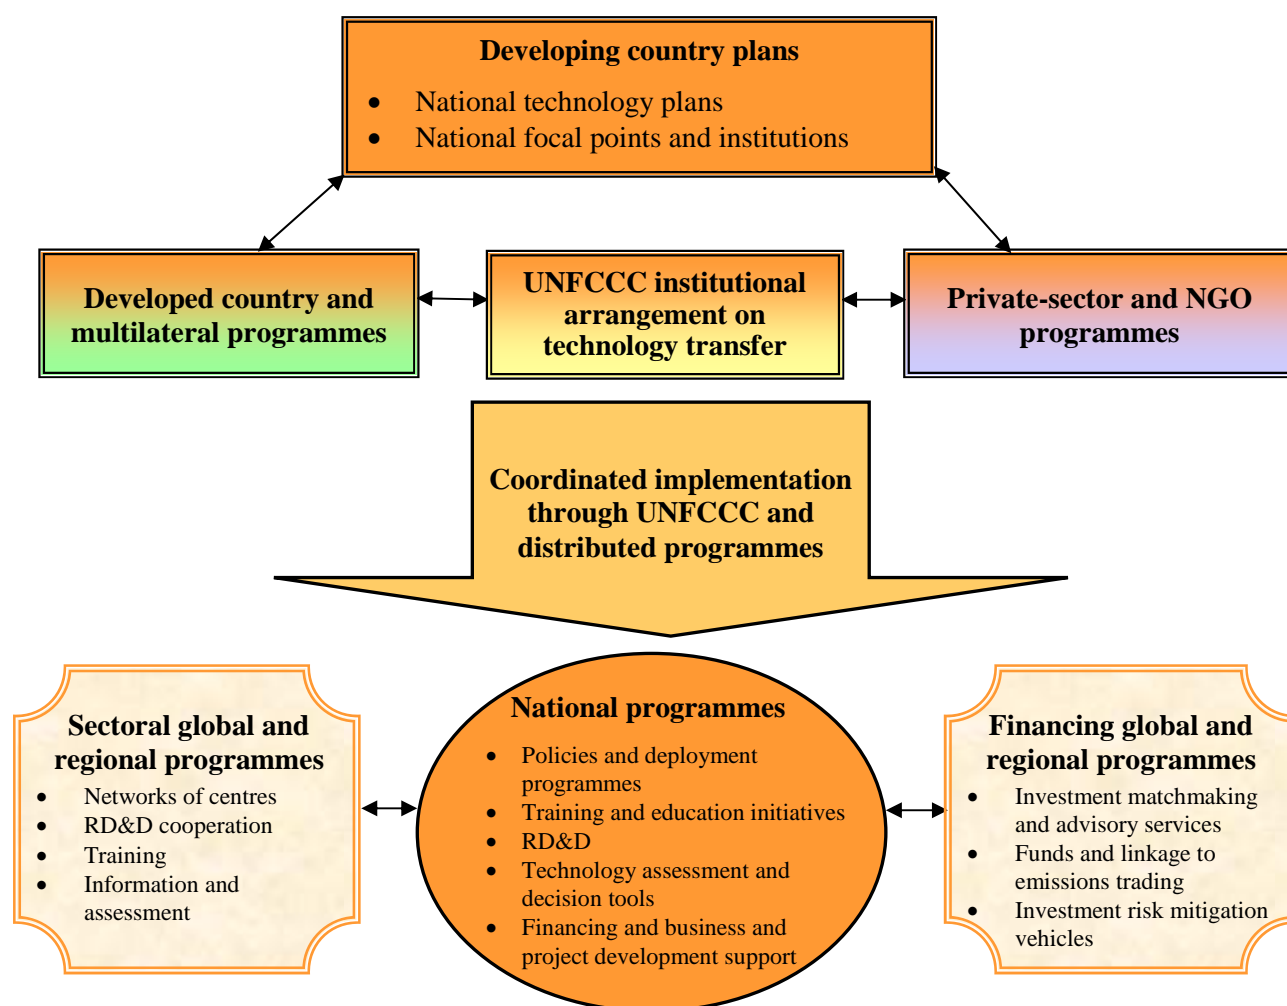 Developing country plans
• National technology plans
• National focal points and institutions
Developed country and
multilateral programmes
UNFCCC institutional
arrangement on
technology transfer
Private-sector and NGO
programmes
Coordinated implementation
through UNFCCC and
distributed programmes
Sectoral global and
regional programmes
• Networks of centres
• RD&D cooperation
• Training
• Information and
assessment
National programmes
• Policies and deployment
programmes
• Training and education initiatives
• RD&D
• Technology assessment and
decision tools
• Financing and business and
project development support
Financing global and
regional programmes
• Investment matchmaking
and advisory services
• Funds and linkage to
emissions trading
• Investment risk mitigation
vehicles